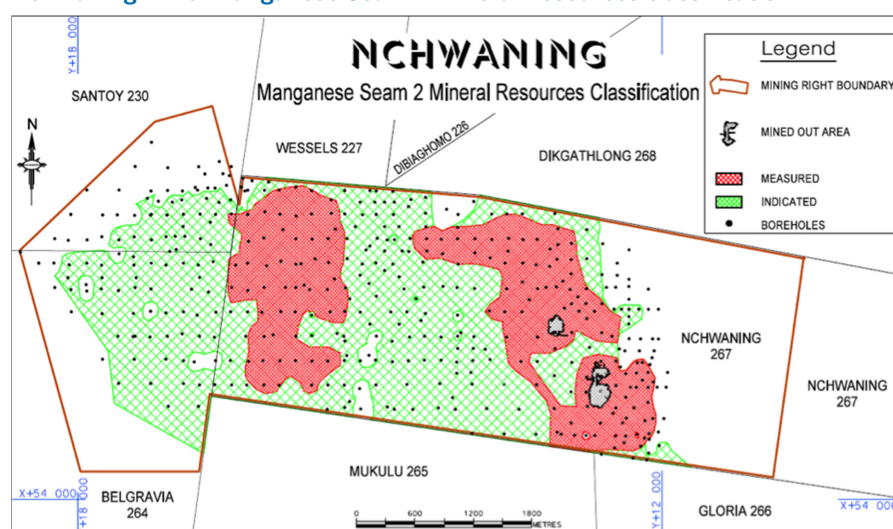 Y+18 000
NCHWANING
Manganese Seam 2 Mineral Resources Classification
SANTOY 230
WESSELS 227
DIBIAGHOMO 226
DIKGATHLONG 268
N
Legend
MINING RIGHT BOUNDARY
MINED OUT AREA
MEASURED
INDICATED
BOREHOLES
NCHWANING
267
NCHWANING
267
MUKULU 265
BELGRAVIA
264
GLORIA 266
X+54 000
+18 000
Y+12 000
X+54 000
0 600 1200 1800
METRES